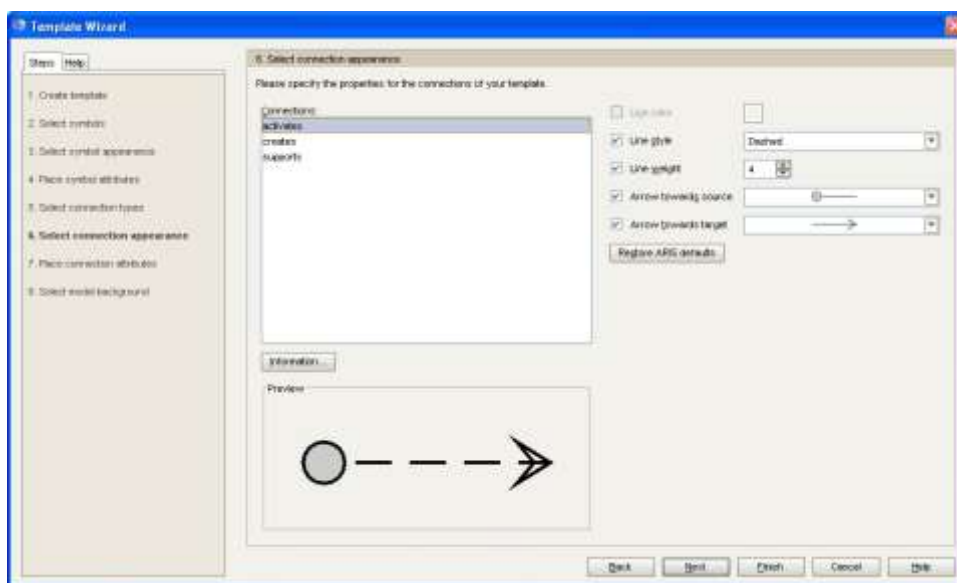 Template Wizard
Steps Help
1. Create template
2. Select symbols
3. Select symbol appearance
4. Place symbol attributes
5. Select connection types
6. Select connection appearance
7. Place connection attributes
8. Select model background
6. Select connection appearance
Please specify the properties for the connections of your template.
Connections:
activates
creates
supports
Line color
Line style Dashed
Line weight 4
Arrow towards source
Arrow towards target
Restore ARIS defaults
Information...
Preview
Back Next Finish Cancel Help